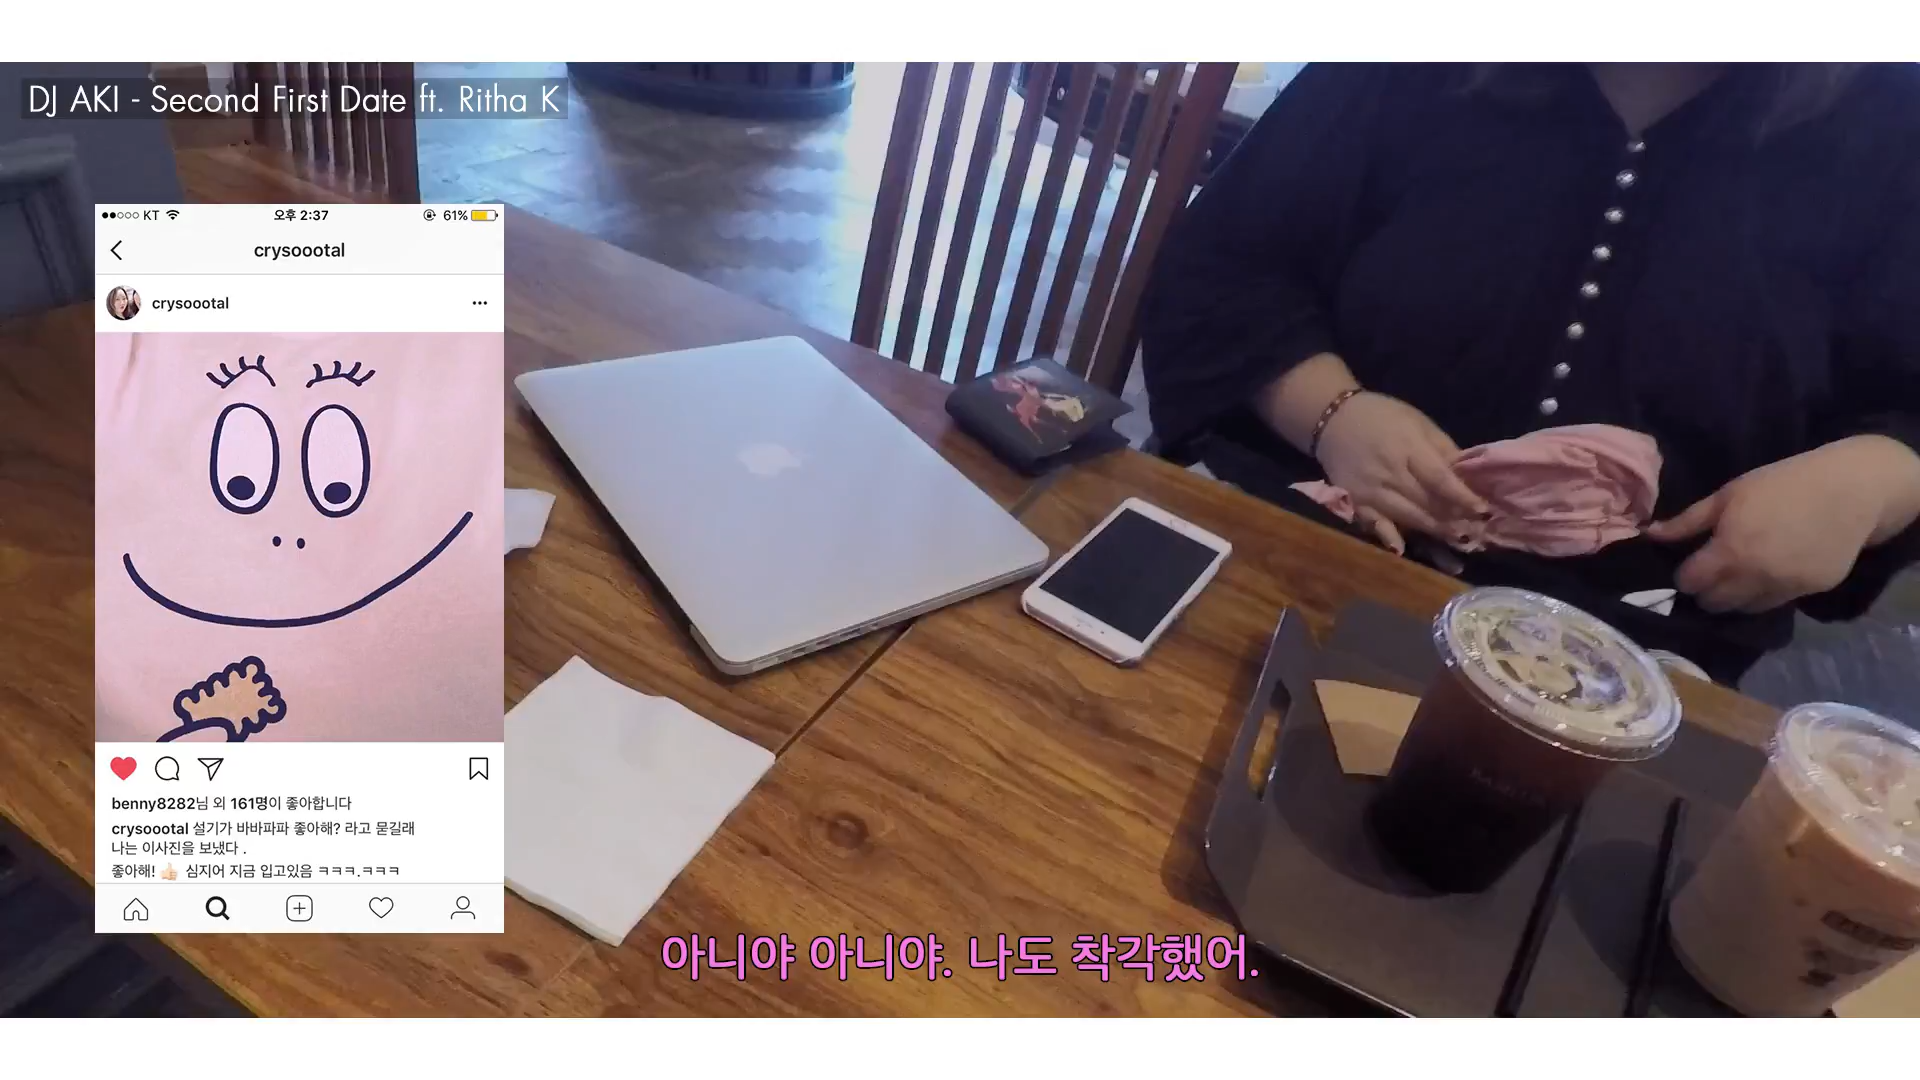 DJ AKI - Second First Date ft. Ritha K
KT 오후 2:37 61%
crysoootal
crysoootal
benny8282님 외 161명이 좋아합니다
crysoootal 설기가 바바파파 좋아해? 라고 묻길래
나는 이사진을 보냈다 .
좋아해! 👍🏻 심지어 지금 입고있음 ㅋㅋㅋ.ㅋㅋㅋ
아니야 아니야. 나도 착각했어.